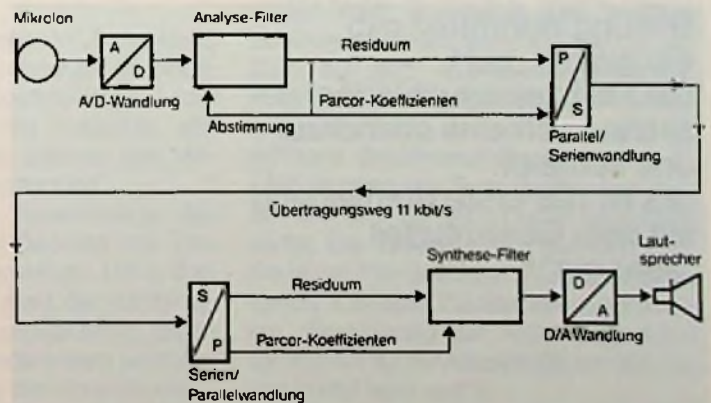 Mikrofon
Analyse-Filter
A
D
A/D-Wandlung
Residuum
Parcor-Koeffizienten
Abstimmung
P
S
Parallel/
Serienwandlung
Übertragungsweg 11 kbit/s
S
P
Serien/
Parallelwandlung
Residuum
Parcor-Koeffizienten
Synthese-Filter
D
A
D/A Wandlung
Laut-
sprecher